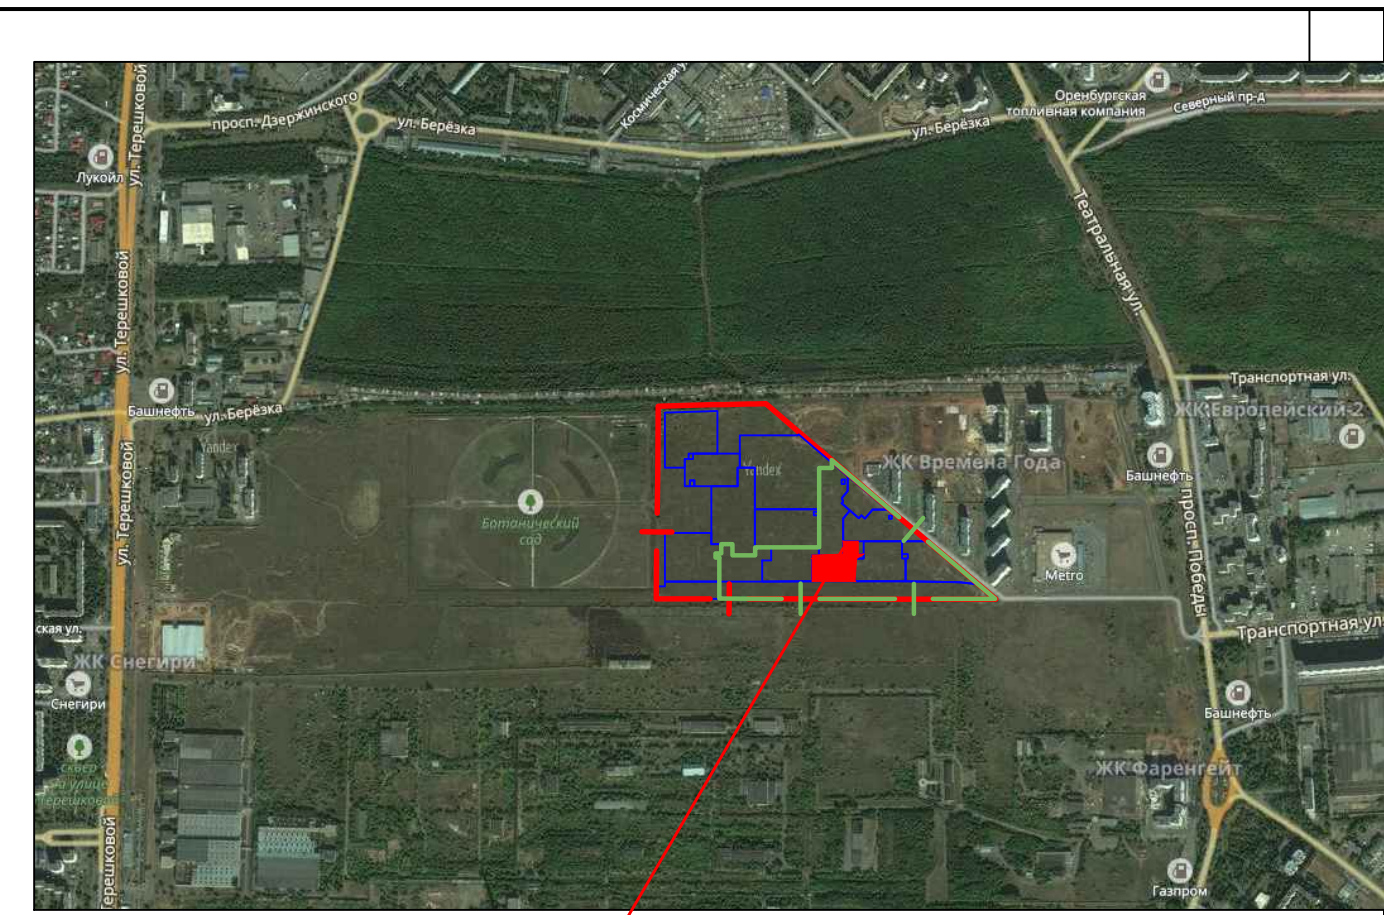 Оренбургская
топливная компания
Северный пр-д
Космическая у
просп. Дзержинского
ул. Берёзка
ул. Берёзка
ул. Терешковой
Лукойл
Театральная ул.
ул. Терешковой
Транспортная ул.
Башнефть
ул. Берёзка
ЖК Европейский-2
Yandex
ЖК Времена Года
Yandex
Башнефть
ул. Терешковой
Ботанический
сад
просп. Победы
Metro
ская ул.
Транспортная ул
ЖК Снегири
Снегири
Башнефть
сквер
на улице
Терешковой
ЖК Фаренгейт
Терешковой
Газпром